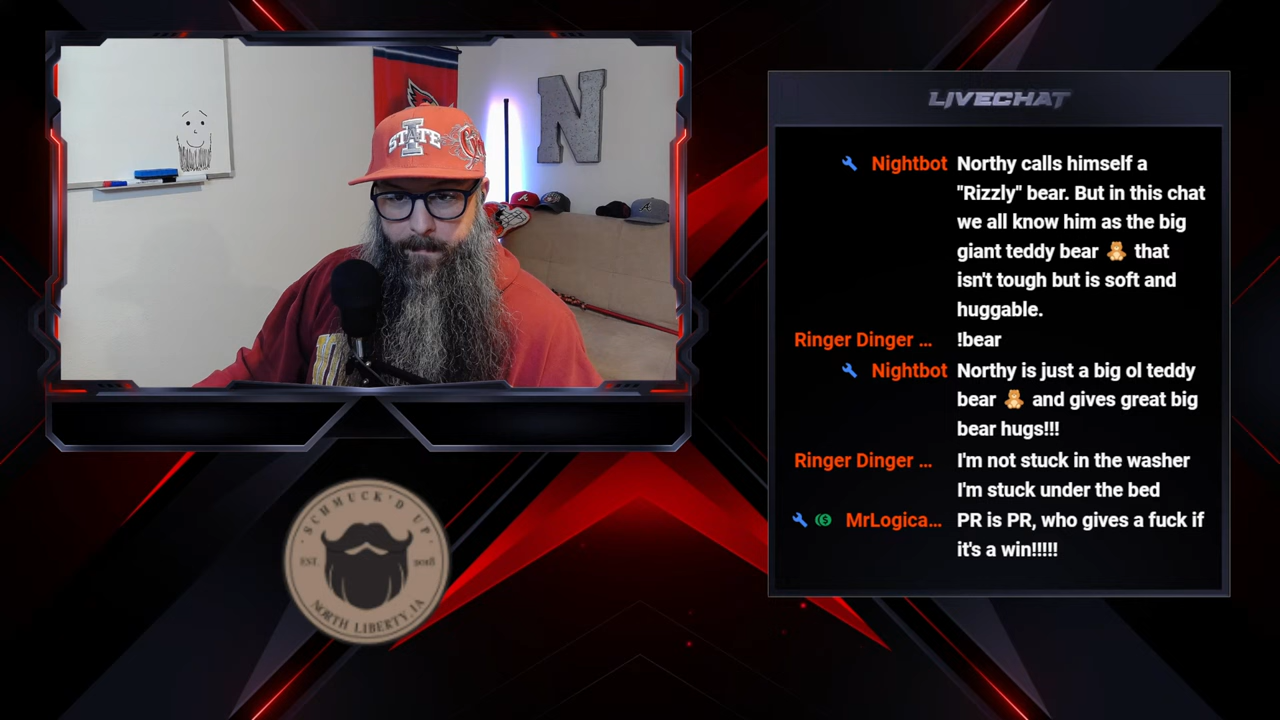 STATE
N
LIVECHAT
Nightbot Northy calls himself a
"Rizzly" bear. But in this chat
we all know him as the big
giant teddy bear 🧸 that
isn't tough but is soft and
huggable.
Ringer Dinger ... !bear
Nightbot Northy is just a big ol teddy
bear 🧸 and gives great big
bear hugs!!!
Ringer Dinger ... I'm not stuck in the washer
I'm stuck under the bed
MrLogica... PR is PR, who gives a fuck if
it's a win!!!!!
SCHMUCK'D UP
EST. 2018
NORTH LIBERTY, IA